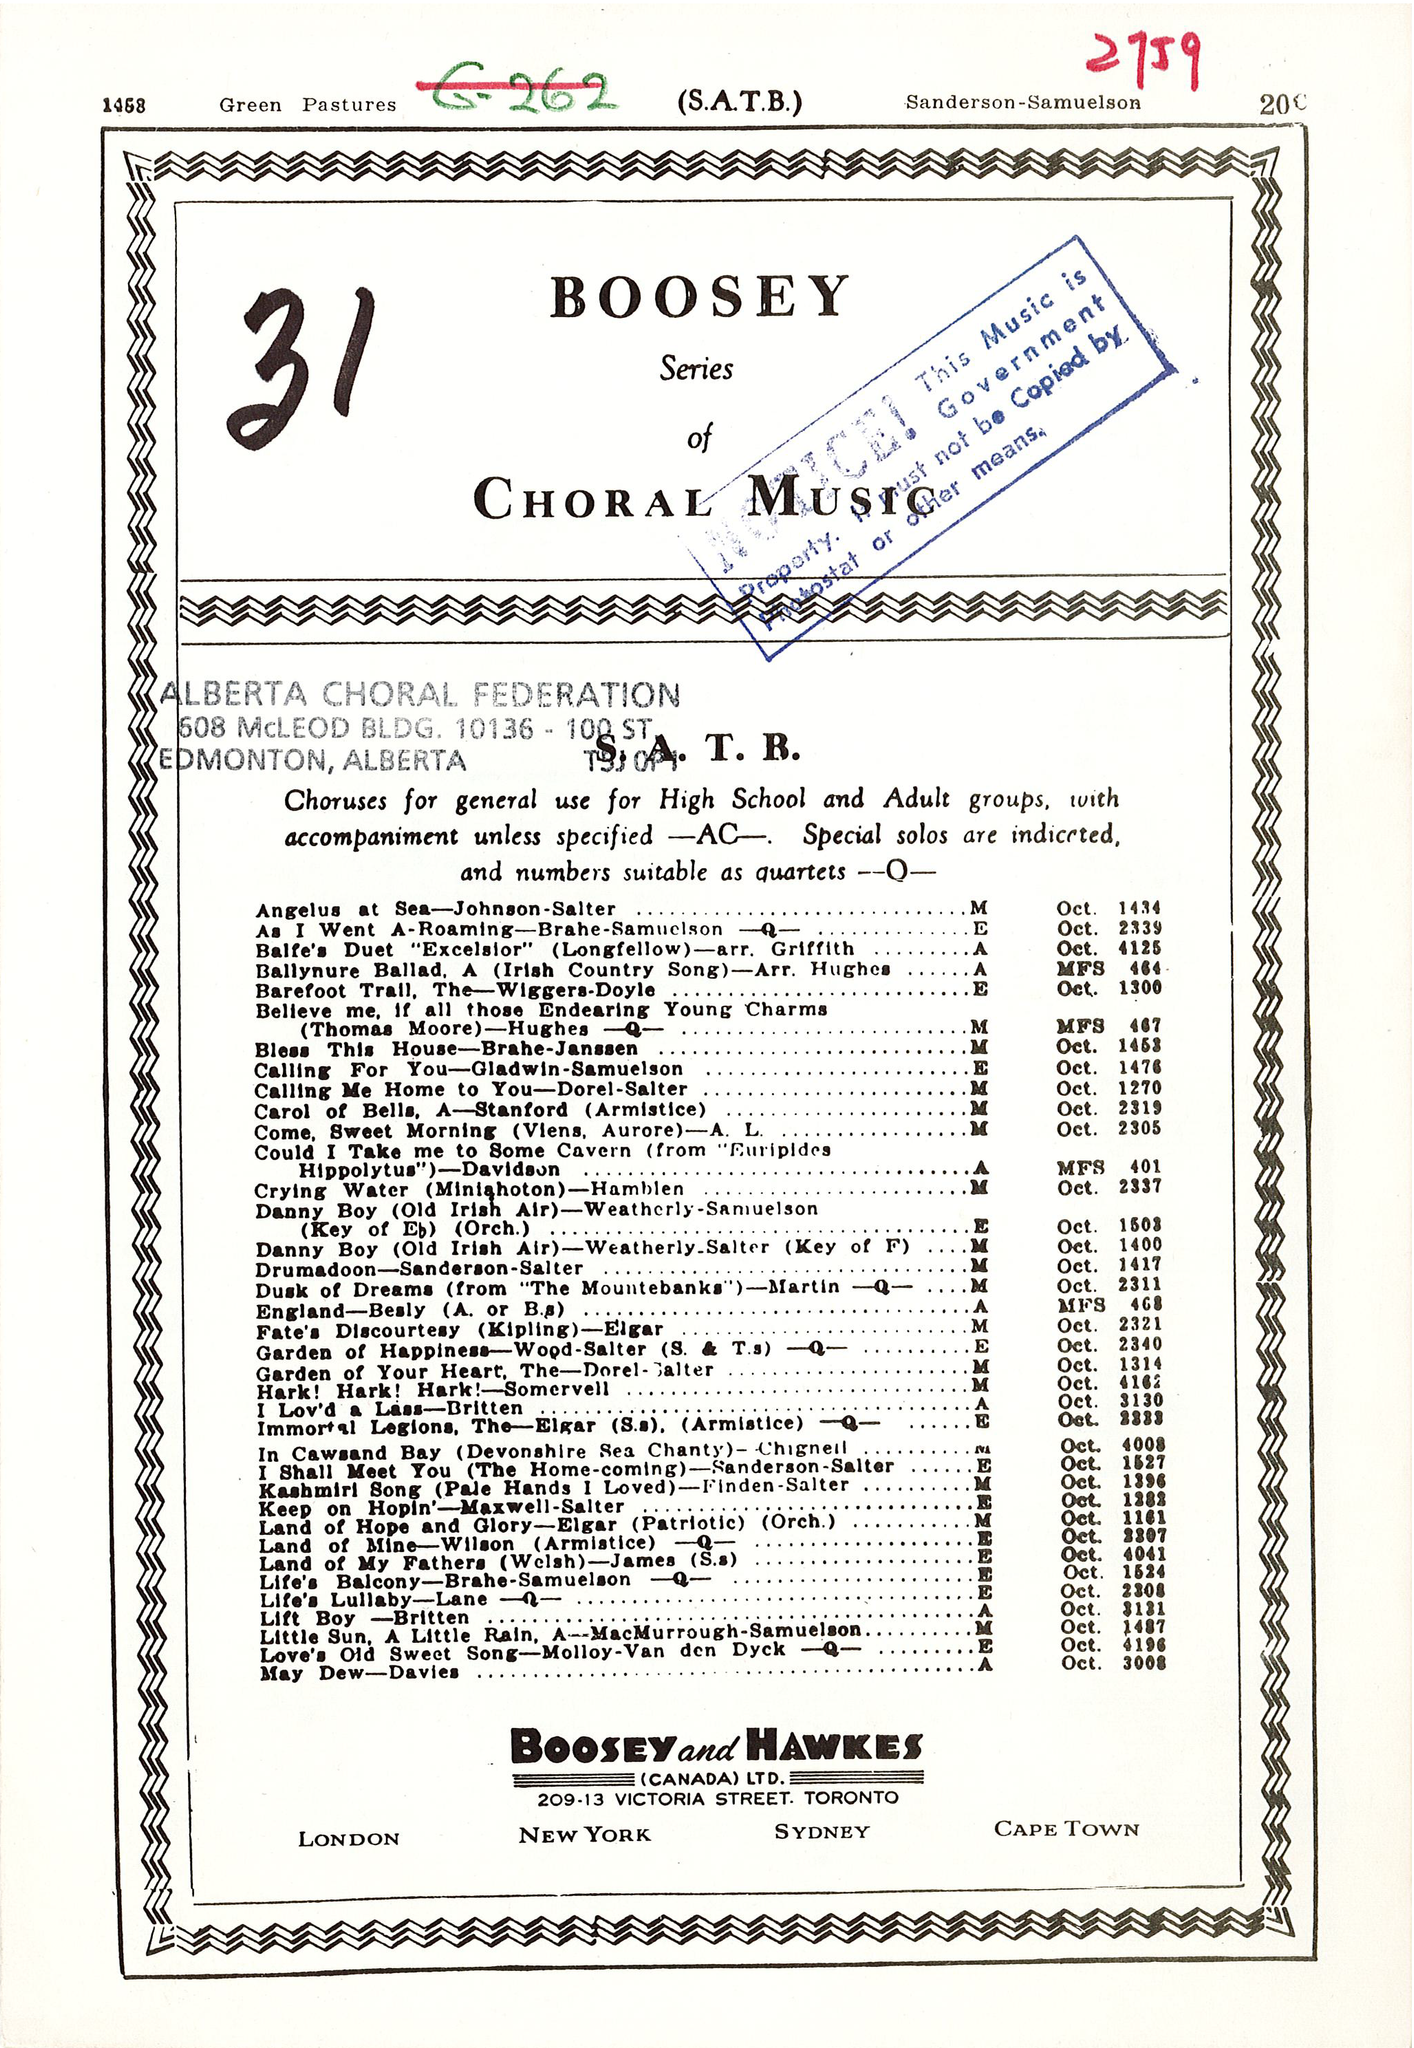 2759
1458 Green Pastures G-262 (S.A.T.B.) Sanderson-Samuelson 20¢
31
BOOSEY
Series
of
CHORAL MUSIC
NOTICE! This Music is
Property. Government
It must not be Copied by
Photostat or other means.
ALBERTA CHORAL FEDERATION
608 McLEOD BLDG. 10136 - 100 ST.
EDMONTON, ALBERTA T5J 0P1
S. A. T. B.
Choruses for general use for High School and Adult groups, with
accompaniment unless specified —AC—. Special solos are indicated,
and numbers suitable as quartets —Q—
Angelus at Sea—Johnson-Salter .......... M Oct. 1434
As I Went A-Roaming—Brahe-Samuelson —Q— .......... E Oct. 2339
Balfe's Duet "Excelsior" (Longfellow)—arr. Griffith .......... A Oct. 4125
Ballynure Ballad, A (Irish Country Song)—Arr. Hughes ...... A MFS 464
Barefoot Trail, The—Wiggers-Doyle .......... E Oct. 1300
Believe me, if all those Endearing Young Charms
(Thomas Moore)—Hughes —Q— .......... M MFS 467
Bless This House—Brahe-Janssen .......... M Oct. 1453
Calling For You—Gladwin-Samuelson .......... E Oct. 1476
Calling Me Home to You—Dorel-Salter .......... M Oct. 1270
Carol of Bells, A—Stanford (Armistice) .......... M Oct. 2319
Come, Sweet Morning (Viens, Aurore)—A. L. .......... M Oct. 2305
Could I Take me to Some Cavern (from "Euripides
Hippolytus")—Davidson .......... A MFS 401
Crying Water (Minighoton)—Hamblen .......... M Oct. 2337
Danny Boy (Old Irish Air)—Weatherly-Samuelson
(Key of Eb) (Orch.) .......... E Oct. 1503
Danny Boy (Old Irish Air)—Weatherly-Salter (Key of F) .... M Oct. 1400
Drumadoon—Sanderson-Salter .......... M Oct. 1417
Dusk of Dreams (from "The Mountebanks")—Martin —Q— .... M Oct. 2311
England—Besly (A. or B.s) .......... A MFS 468
Fate's Discourtesy (Kipling)—Elgar .......... M Oct. 2321
Garden of Happiness—Wood-Salter (S. & T.s) —Q— .......... E Oct. 2340
Garden of Your Heart, The—Dorel-Salter .......... M Oct. 1314
Hark! Hark! Hark!—Somervell .......... M Oct. 4162
I Lov'd a Lass—Britten .......... A Oct. 3130
Immortal Legions, The—Elgar (S.s), (Armistice) —Q— ...... E Oct.
In Cawsand Bay (Devonshire Sea Chanty)—Chignell .......... M Oct. 4008
I Shall Meet You (The Home-coming)—Sanderson-Salter ...... E Oct. 1527
Kashmiri Song (Pale Hands I Loved)—Finden-Salter .......... M Oct. 1396
Keep on Hopin'—Maxwell-Salter .......... E Oct. 1282
Land of Hope and Glory—Elgar (Patriotic) (Orch.) .......... M Oct. 1161
Land of Mine—Wilson (Armistice) —Q— .......... E Oct.
Land of My Fathers (Welsh)—James (S.s) .......... E Oct. 4041
Life's Balcony—Brahe-Samuelson —Q— .......... E Oct. 1524
Life's Lullaby—Lane —Q— .......... E Oct. 2308
Lift Boy —Britten .......... A Oct. 3131
Little Sun, A Little Rain, A—MacMurrough-Samuelson .......... M Oct. 1487
Love's Old Sweet Song—Molloy-Van den Dyck —Q— ........ E Oct. 4196
May Dew—Davies .......... A Oct. 3008
BOOSEY and HAWKES
(CANADA) LTD.
209-13 VICTORIA STREET. TORONTO
LONDON NEW YORK SYDNEY CAPE TOWN